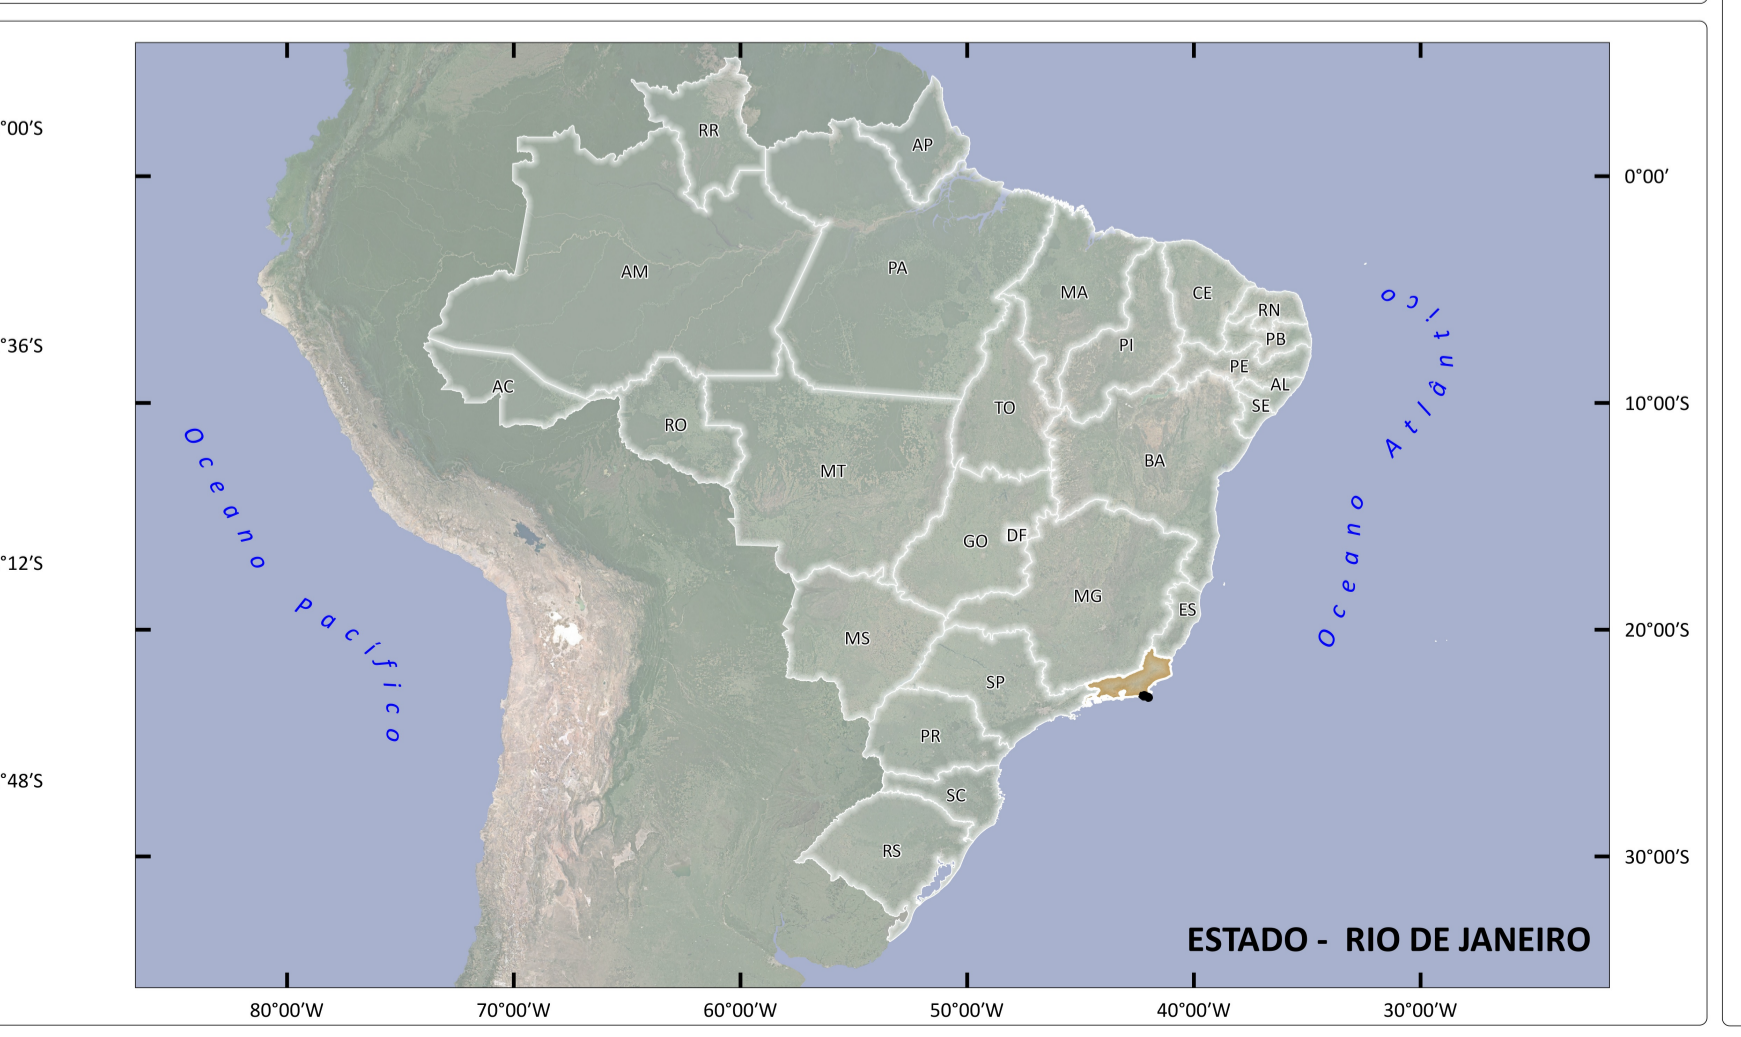 °00'S
°36'S
°12'S
°48'S
RR
AP
AM
PA
MA
CE
RN
PB
PI
PE
AL
SE
AC
TO
RO
MT
BA
GO
DF
MG
ES
MS
SP
PR
SC
RS
Oceano Pacífico
Oceano Atlântico
0°00'
10°00'S
20°00'S
30°00'S
ESTADO - RIO DE JANEIRO
80°00'W
70°00'W
60°00'W
50°00'W
40°00'W
30°00'W